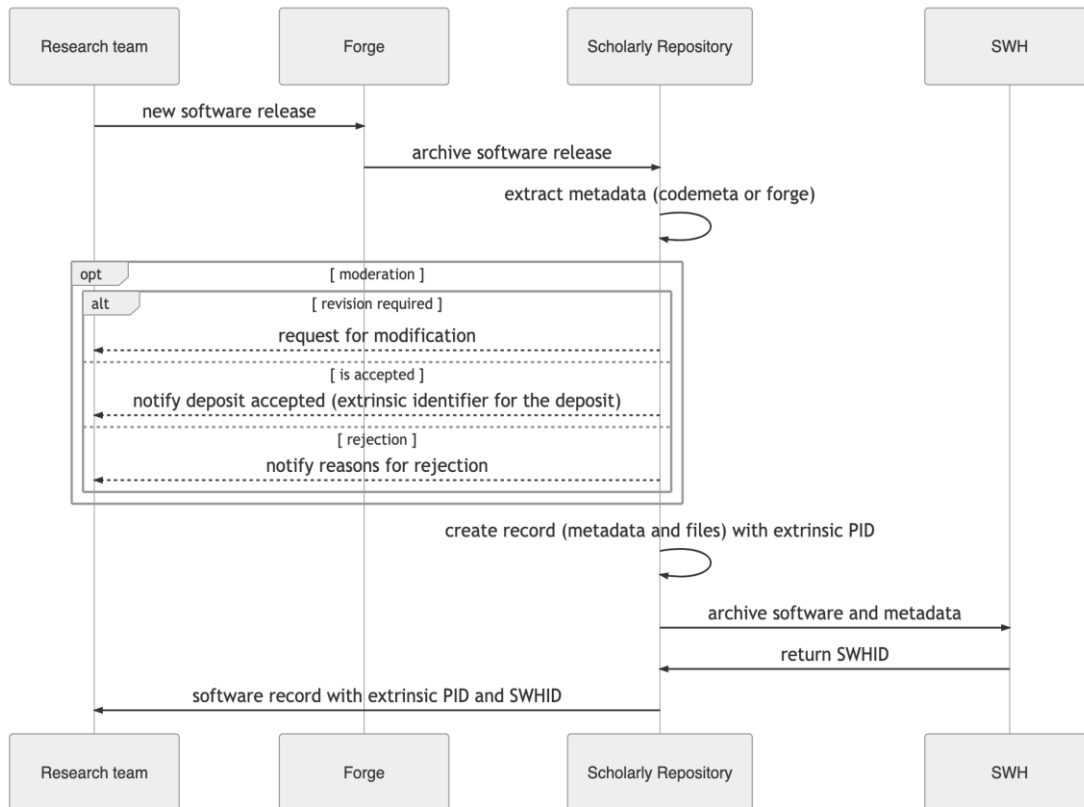 Research team
Forge
Scholarly Repository
SWH
new software release
archive software release
extract metadata (codemeta or forge)
opt
[ moderation ]
alt
[ revision required ]
request for modification
[ is accepted ]
notify deposit accepted (extrinsic identifier for the deposit)
[ rejection ]
notify reasons for rejection
create record (metadata and files) with extrinsic PID
archive software and metadata
return SWHID
software record with extrinsic PID and SWHID
Research team
Forge
Scholarly Repository
SWH